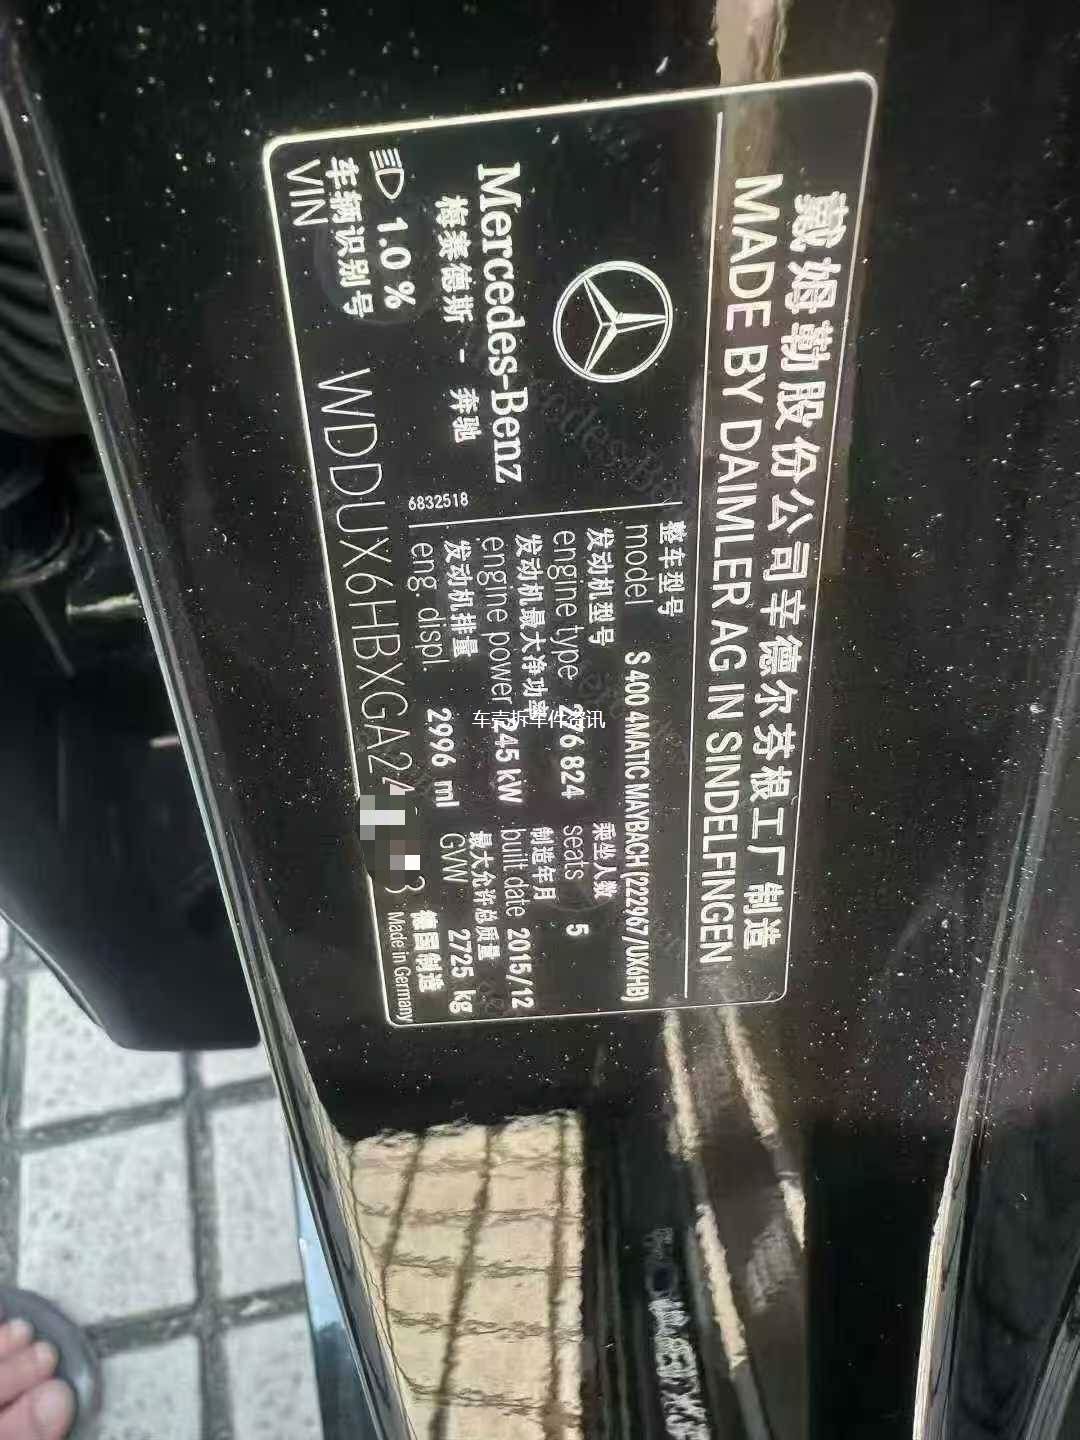 戴姆勒股份公司辛德尔芬根工厂制造
MADE BY DAIMLER AG IN SINDELFINGEN
Mercedes-Benz
梅赛德斯 - 奔驰
6832518
整车型号
model S 400 4MATIC MAYBACH (222967/UX6HB)
发动机型号
engine type 276 824
乘坐人数
seats 5
发动机最大净功率
engine power 245 kW
制造年月
built date 2015/12
发动机排量
eng. displ. 2996 ml
最大允许总质量
GVW 2725 kg
1.0 %
车辆识别号
VIN WDDUX6HBXGA24 3
德国制造
Made in Germany
车壳拆车件资讯